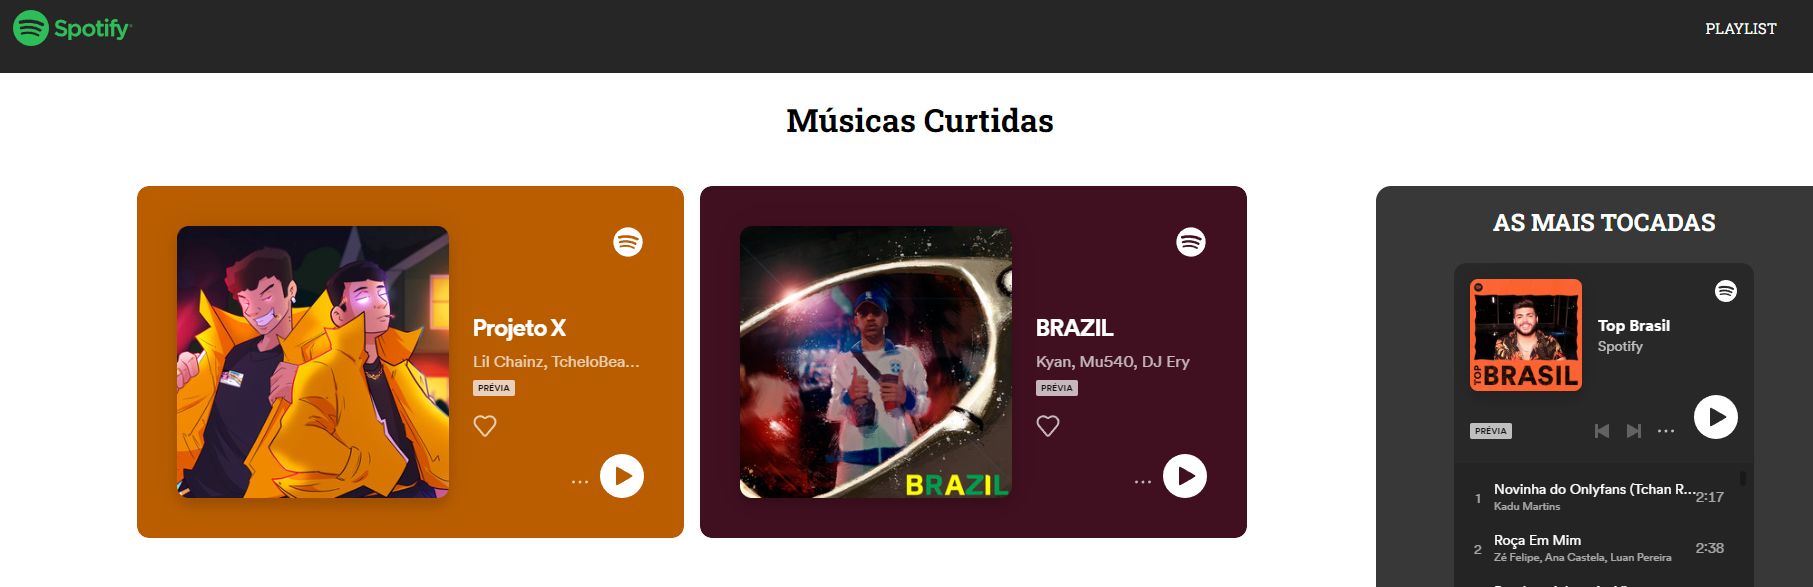 Spotify
PLAYLIST
Músicas Curtidas
Projeto X
Lil Chainz, TcheloBea...
PRÉVIA
BRAZIL
BRAZIL
Kyan, Mu540, DJ Ery
PRÉVIA
AS MAIS TOCADAS
TOP BRASIL
Top Brasil
Spotify
PRÉVIA
1 Novinha do Onlyfans (Tchan R... 2:17
Kadu Martins
2 Roça Em Mim 2:38
Zé Felipe, Ana Castela, Luan Pereira